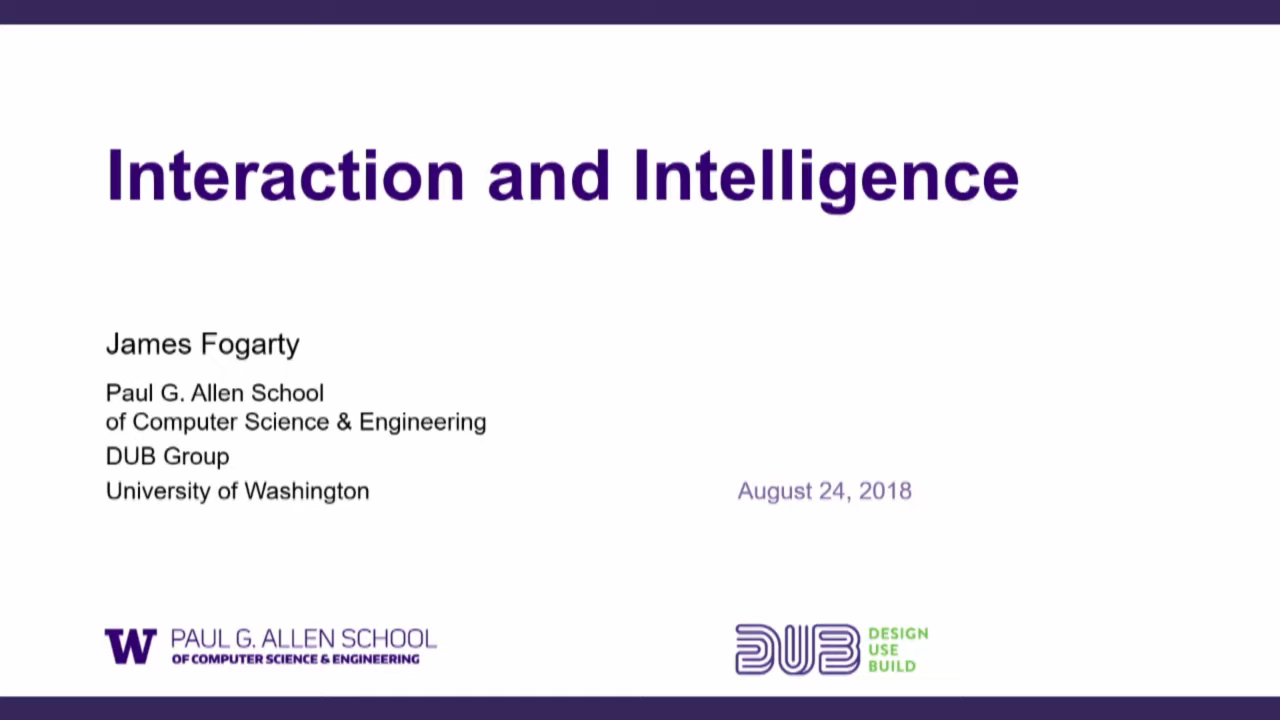 Interaction and Intelligence
James Fogarty
Paul G. Allen School
of Computer Science & Engineering
DUB Group
University of Washington
August 24, 2018
W PAUL G. ALLEN SCHOOL
OF COMPUTER SCIENCE & ENGINEERING
DUB
DESIGN
USE
BUILD